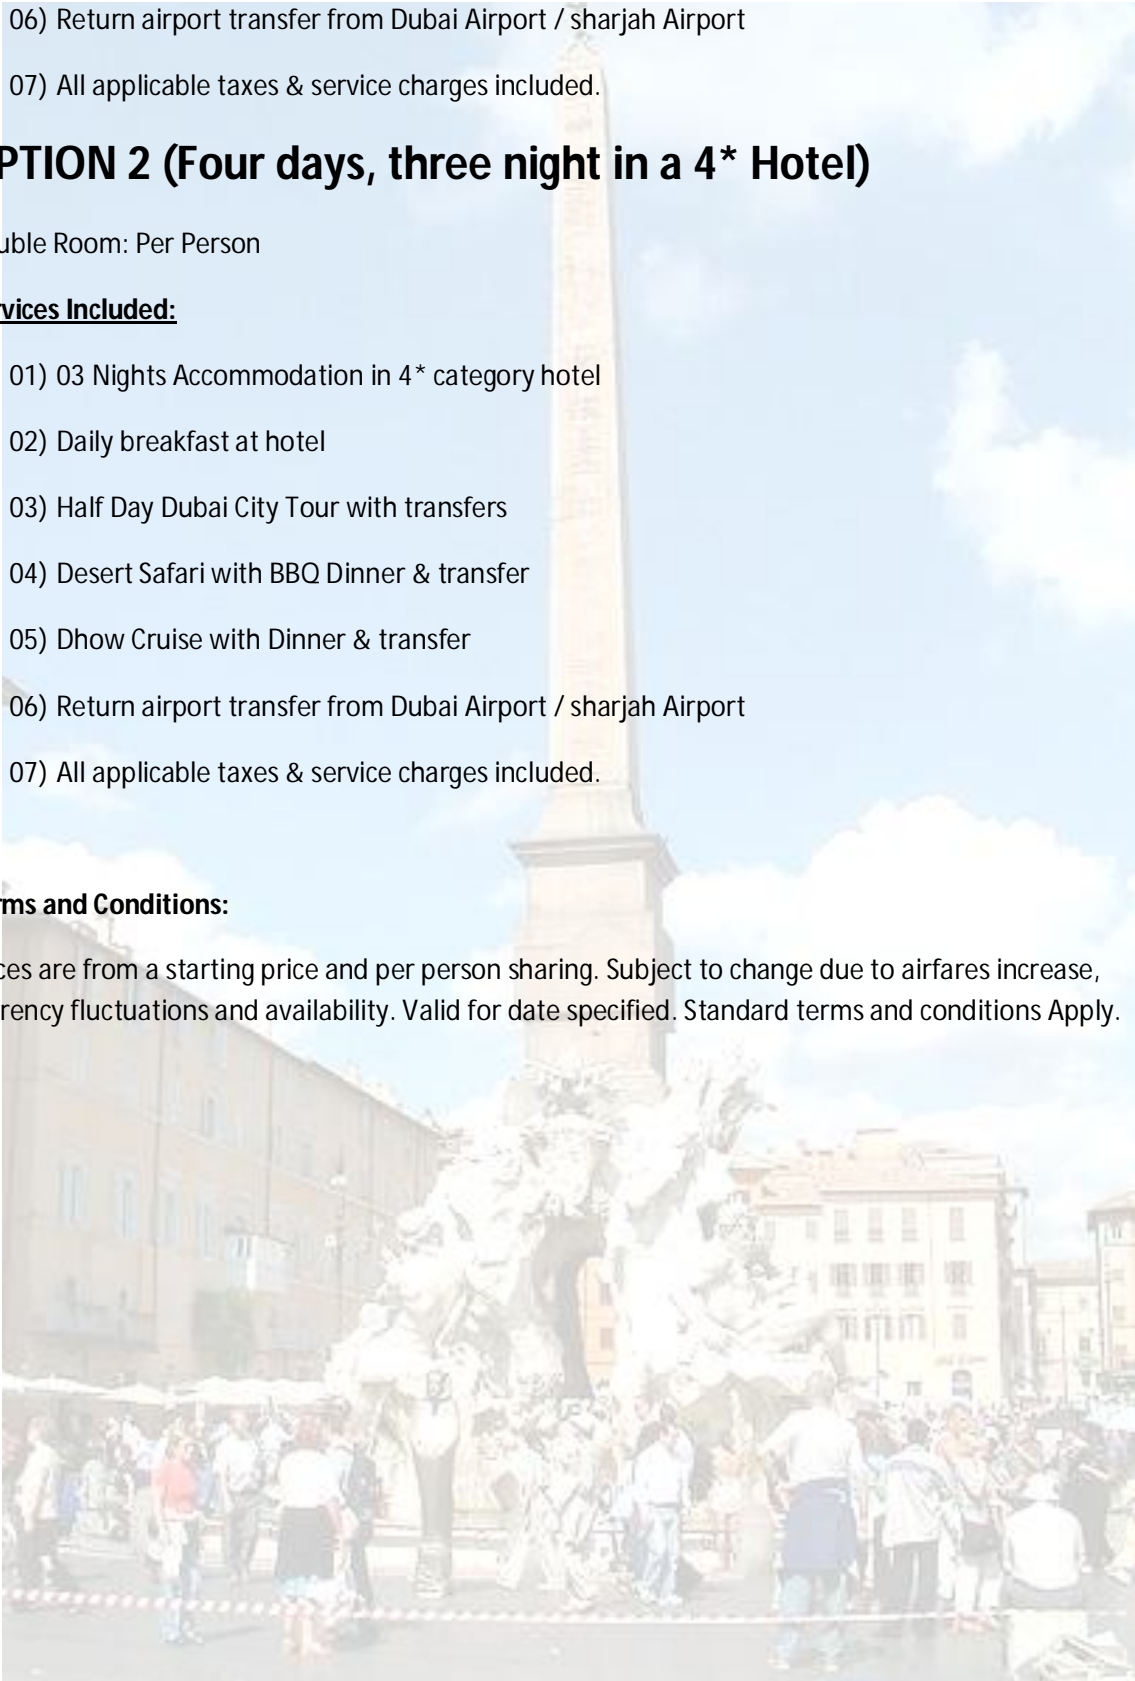 06) Return airport transfer from Dubai Airport / sharjah Airport
07) All applicable taxes & service charges included.
PTION 2 (Four days, three night in a 4* Hotel)
uble Room: Per Person
vices Included:
01) 03 Nights Accommodation in 4* category hotel
02) Daily breakfast at hotel
03) Half Day Dubai City Tour with transfers
04) Desert Safari with BBQ Dinner & transfer
05) Dhow Cruise with Dinner & transfer
06) Return airport transfer from Dubai Airport / sharjah Airport
07) All applicable taxes & service charges included.
rms and Conditions:
ces are from a starting price and per person sharing. Subject to change due to airfares increase,
rency fluctuations and availability. Valid for date specified. Standard terms and conditions Apply.